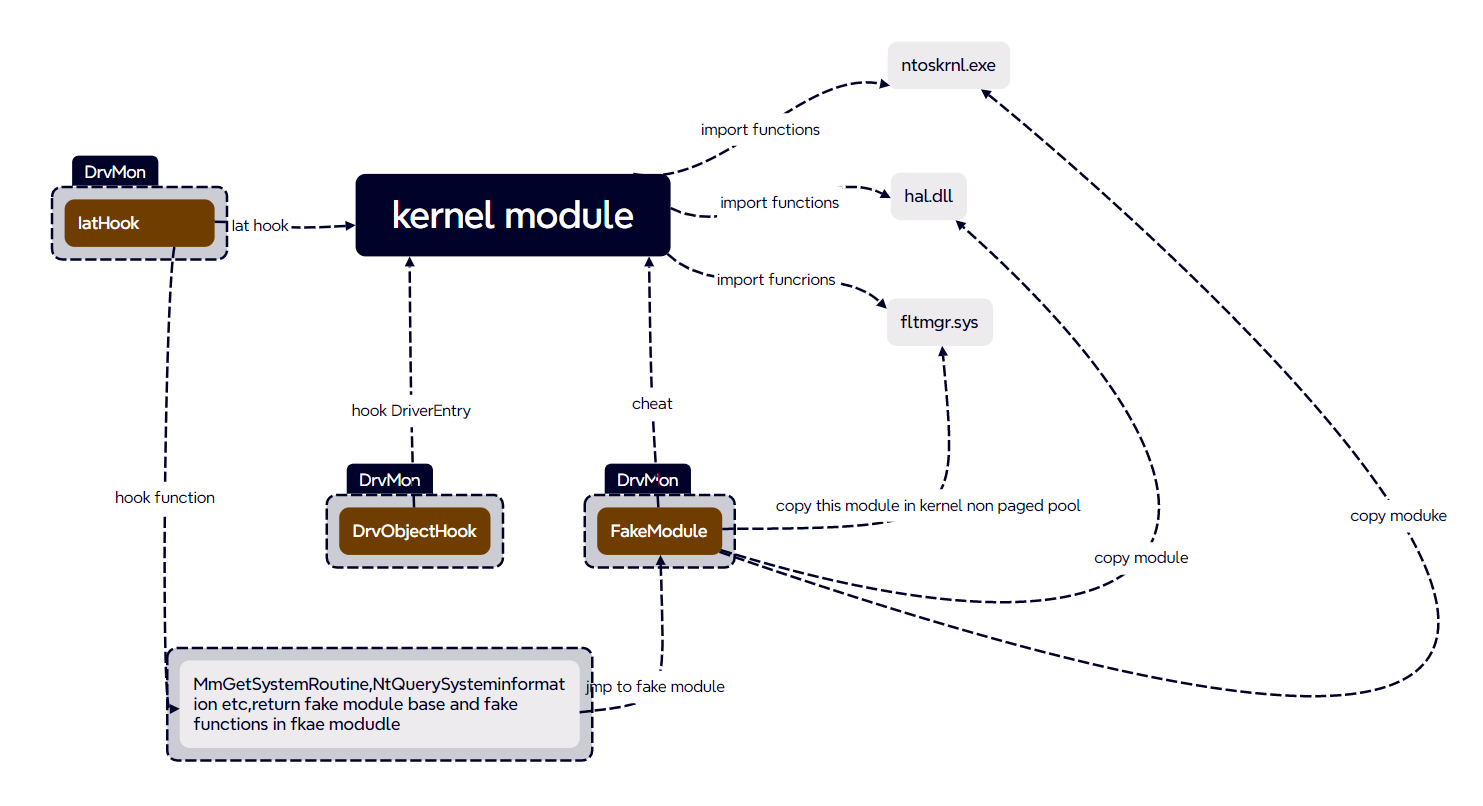 ntoskrnl.exe
import functions
DrvMon
IatHook
Iat hook
kernel module
import functions
hal.dll
import funcrions
fltmgr.sys
hook DriverEntry
cheat
hook function
DrvMon
DrvObjectHook
DrvMon
FakeModule
copy this module in kernel non paged pool
copy moduke
copy module
MmGetSystemRoutine,NtQuerySysteminformat
ion etc,return fake module base and fake
functions in fkae modudle
jmp to fake module